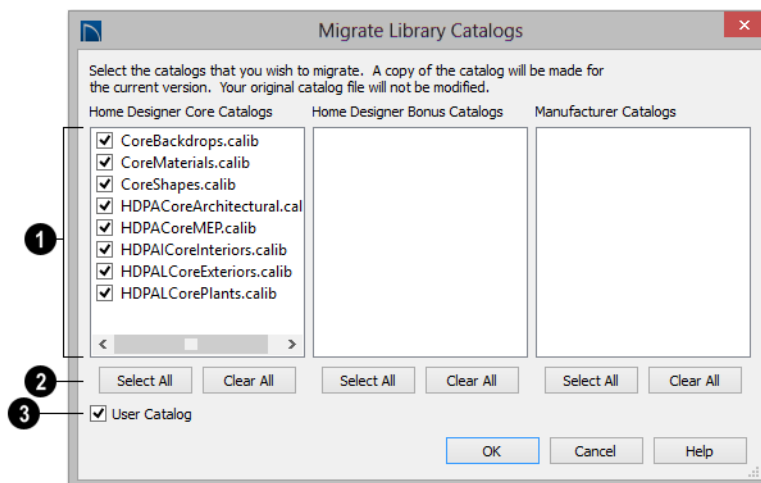 Migrate Library Catalogs
Select the catalogs that you wish to migrate. A copy of the catalog will be made for
the current version. Your original catalog file will not be modified.
Home Designer Core Catalogs Home Designer Bonus Catalogs Manufacturer Catalogs
CoreBackdrops.calib
CoreMaterials.calib
CoreShapes.calib
HDPACoreArchitectural.cal
HDPACoreMEP.calib
HDPAICoreInteriors.calib
HDPALCoreExteriors.calib
HDPALCorePlants.calib
1
2 Select All Clear All Select All Clear All Select All Clear All
3 User Catalog
OK Cancel Help